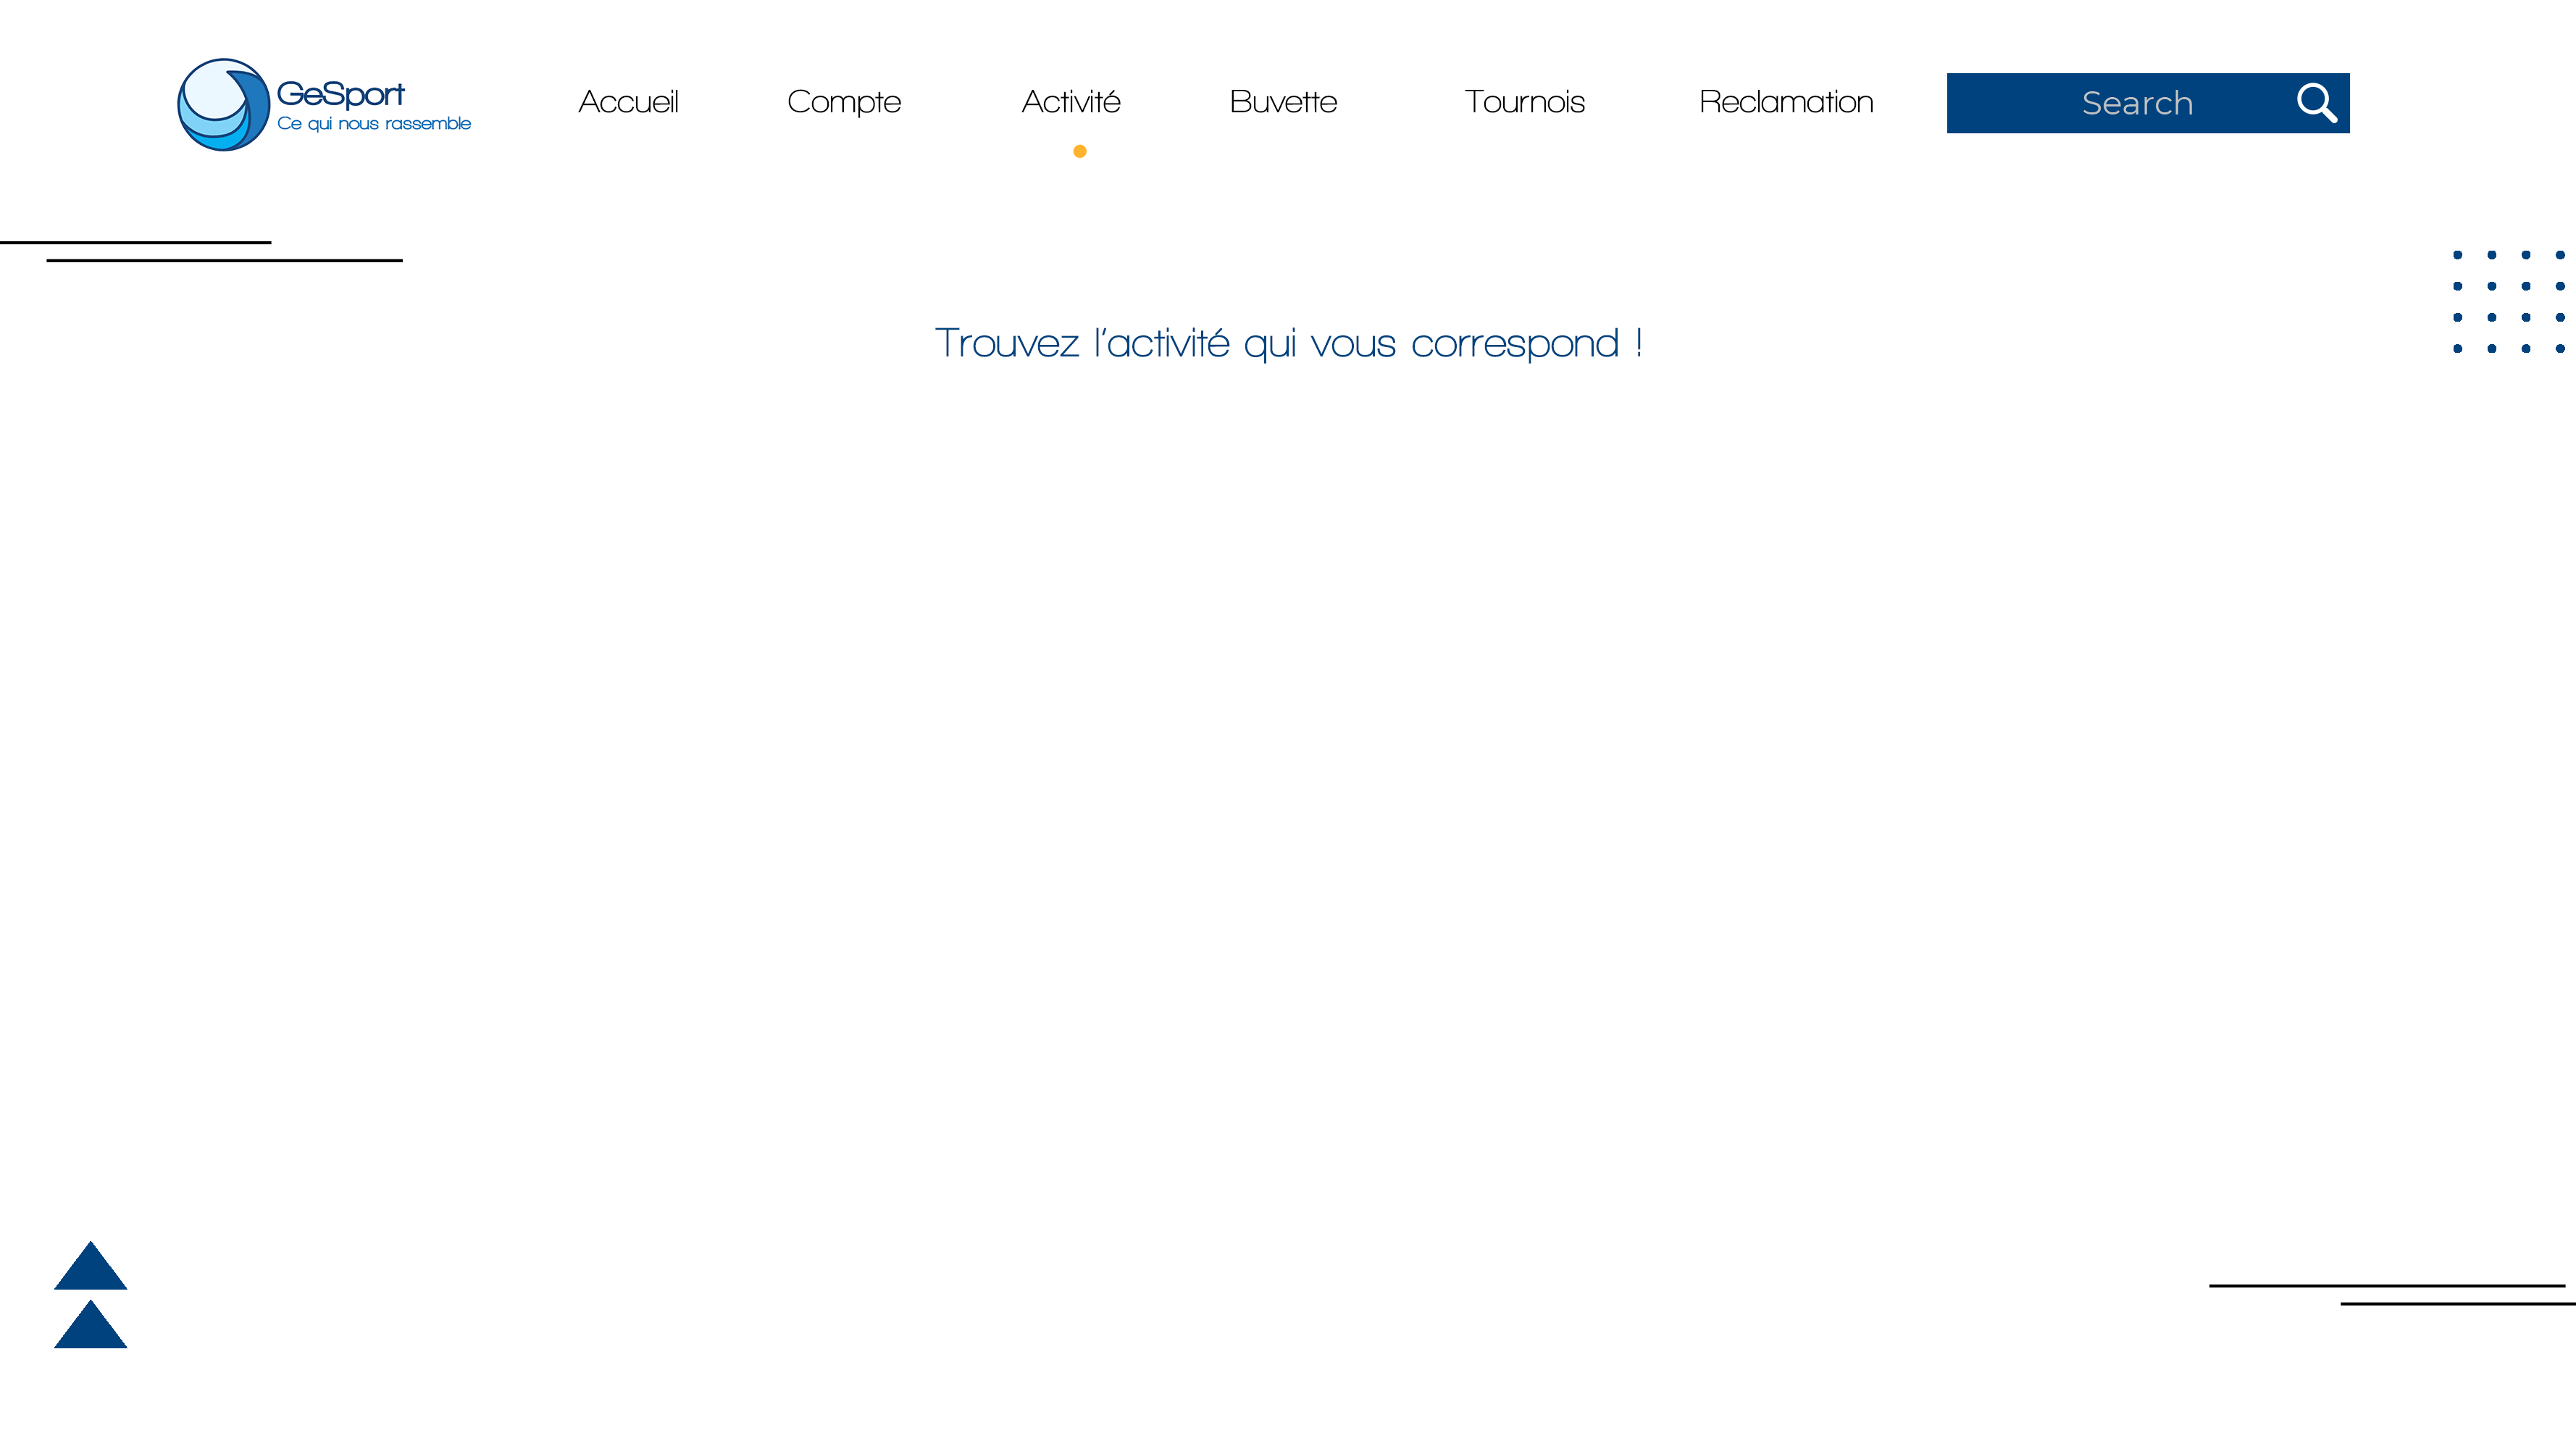 GeSport
Ce qui nous rassemble
Accueil
Compte
Activité
Buvette
Tournois
Reclamation
Search
Trouvez l'activité qui vous correspond !